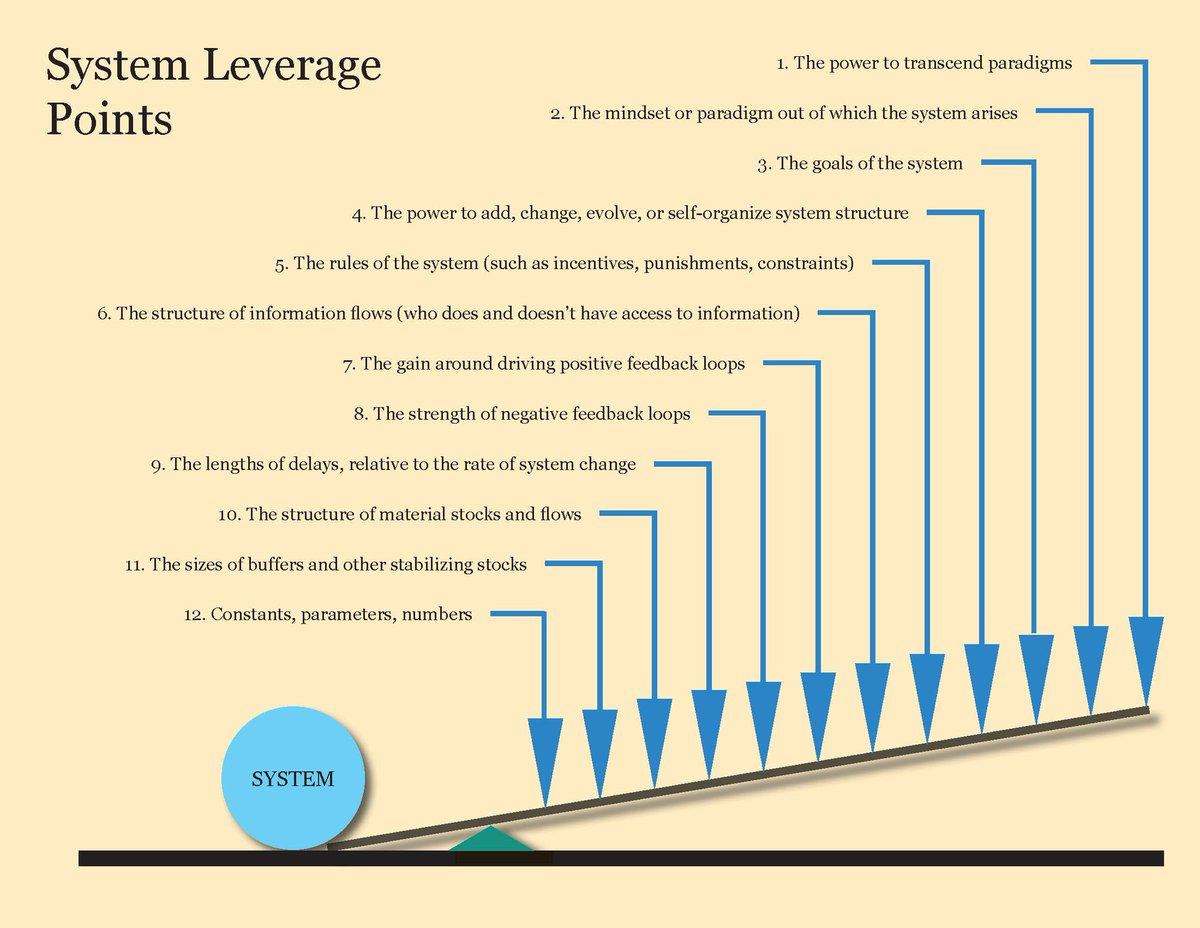 System Leverage
Points
1. The power to transcend paradigms
2. The mindset or paradigm out of which the system arises
3. The goals of the system
4. The power to add, change, evolve, or self-organize system structure
5. The rules of the system (such as incentives, punishments, constraints)
6. The structure of information flows (who does and doesn’t have access to information)
7. The gain around driving positive feedback loops
8. The strength of negative feedback loops
9. The lengths of delays, relative to the rate of system change
10. The structure of material stocks and flows
11. The sizes of buffers and other stabilizing stocks
12. Constants, parameters, numbers
SYSTEM